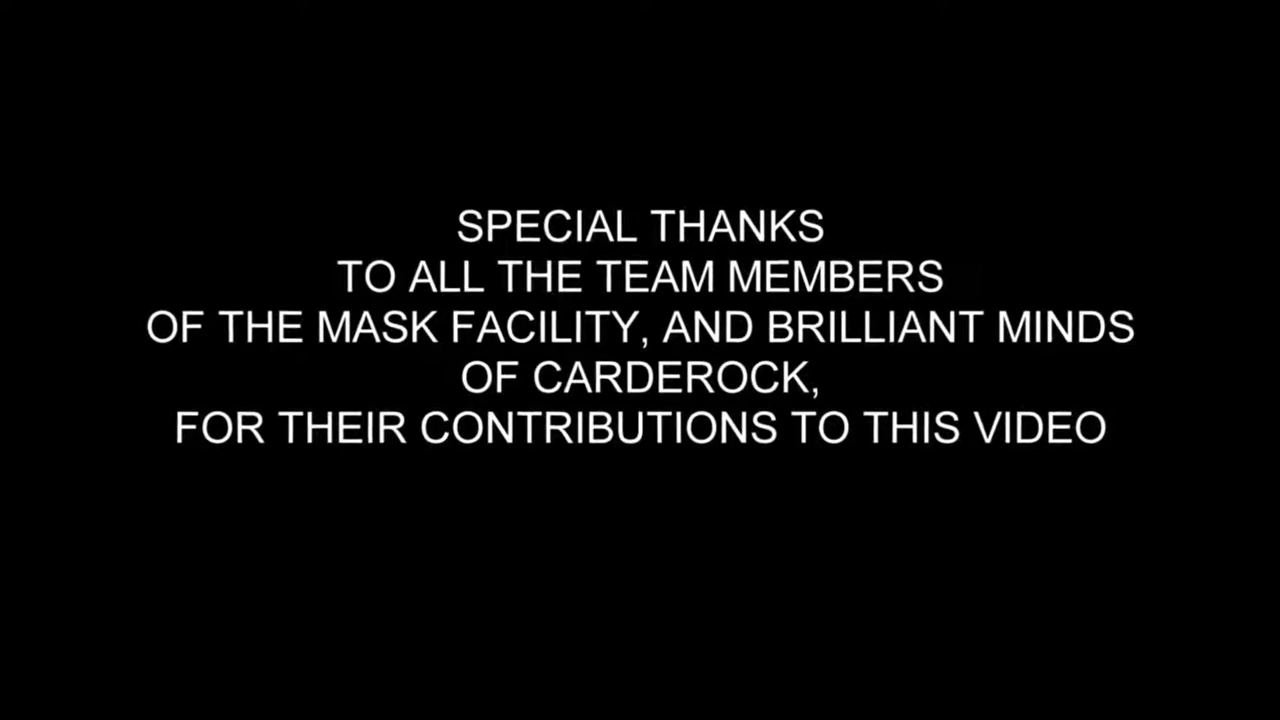 SPECIAL THANKS
TO ALL THE TEAM MEMBERS
OF THE MASK FACILITY, AND BRILLIANT MINDS
OF CARDEROCK,
FOR THEIR CONTRIBUTIONS TO THIS VIDEO